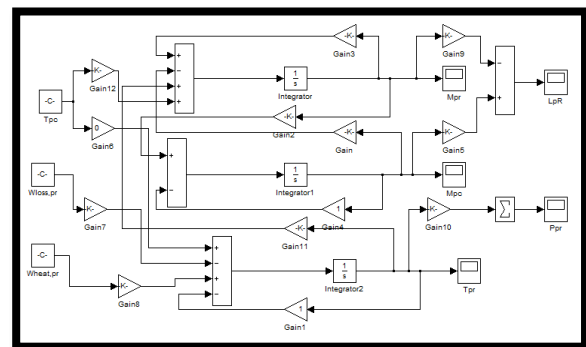 -K-
Gain3
-K-
Gain9
-C-
Tpc
-K-
Gain12
1
s
Integrator
Mpr
LpR
-K-
Gain2
0
Gain6
-K-
Gain
-K-
Gain5
1
s
Integrator1
Mpc
-C-
Wloss,pr
-K-
Gain7
1
Gain4
-K-
Gain11
-K-
Gain10
Σ
Ppr
-C-
Wheat,pr
-K-
Gain8
1
s
Integrator2
Tpr
1
Gain1